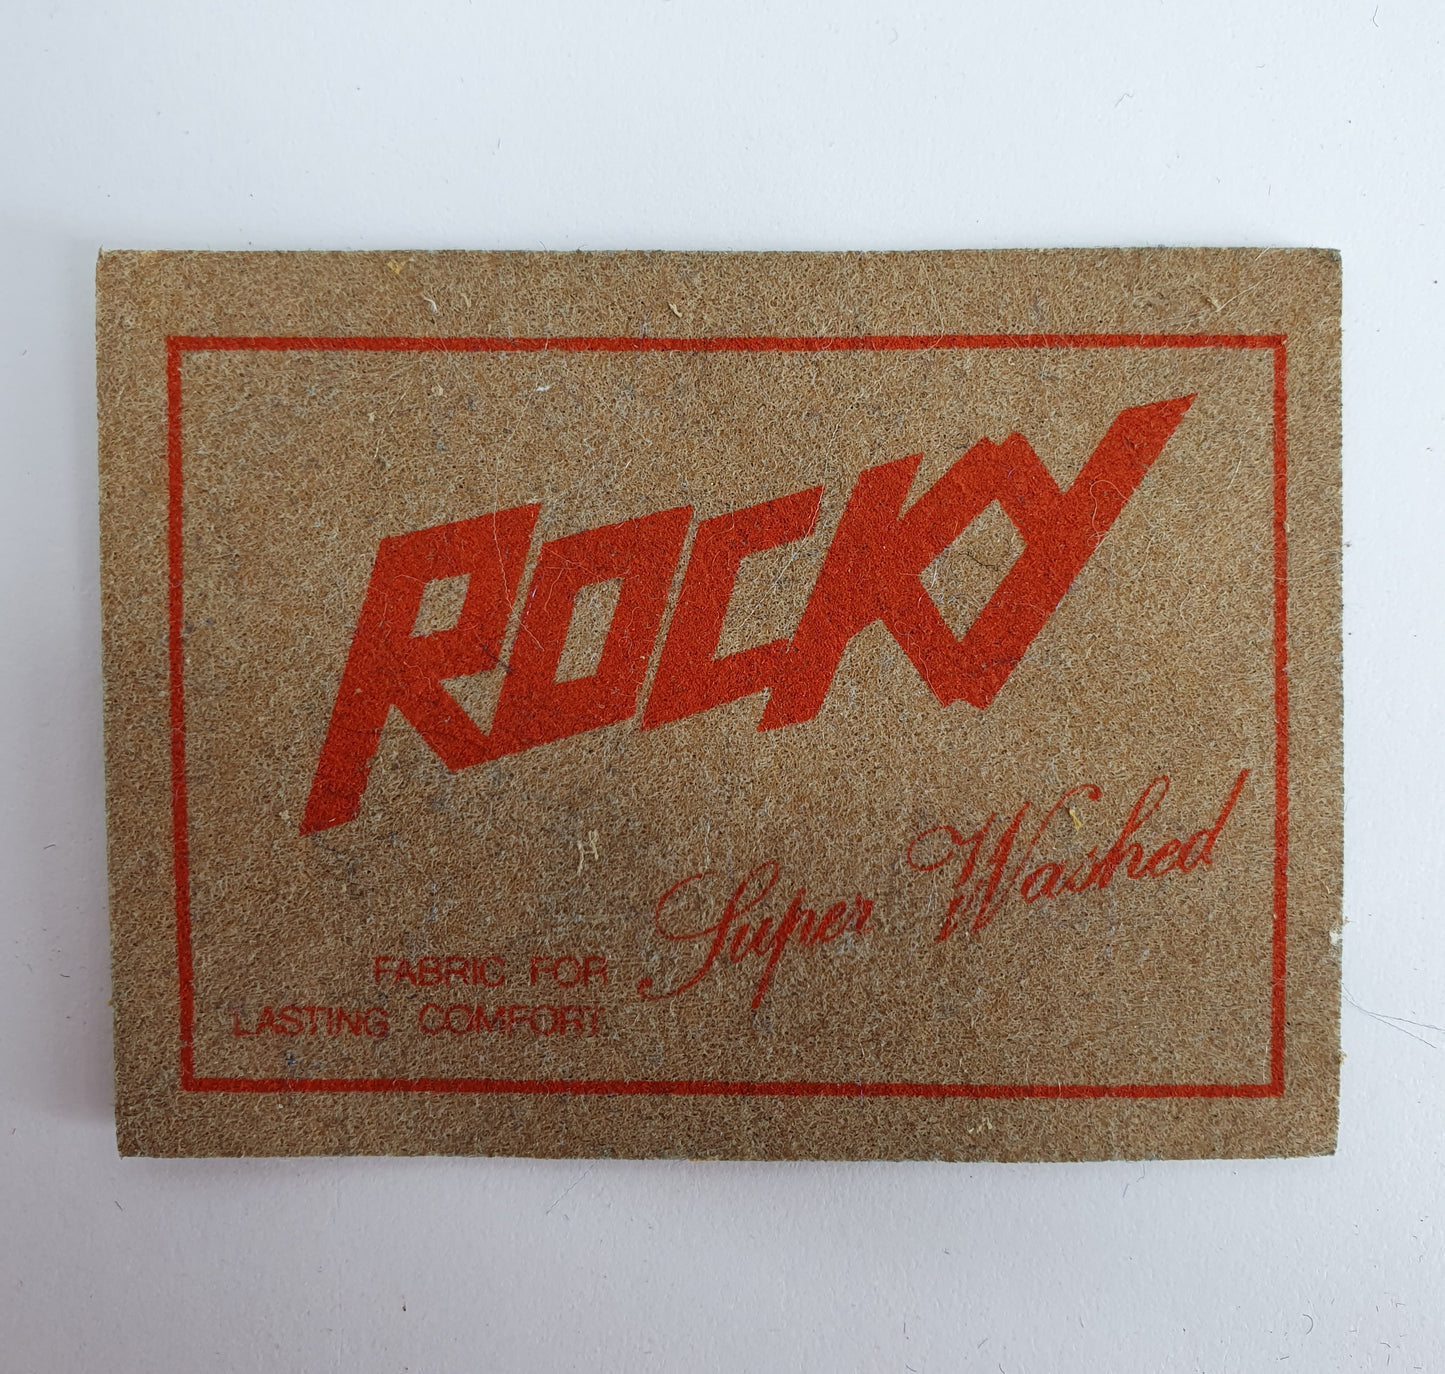 ROCKY
Super Washed
FABRIC FOR
LASTING COMFORT.